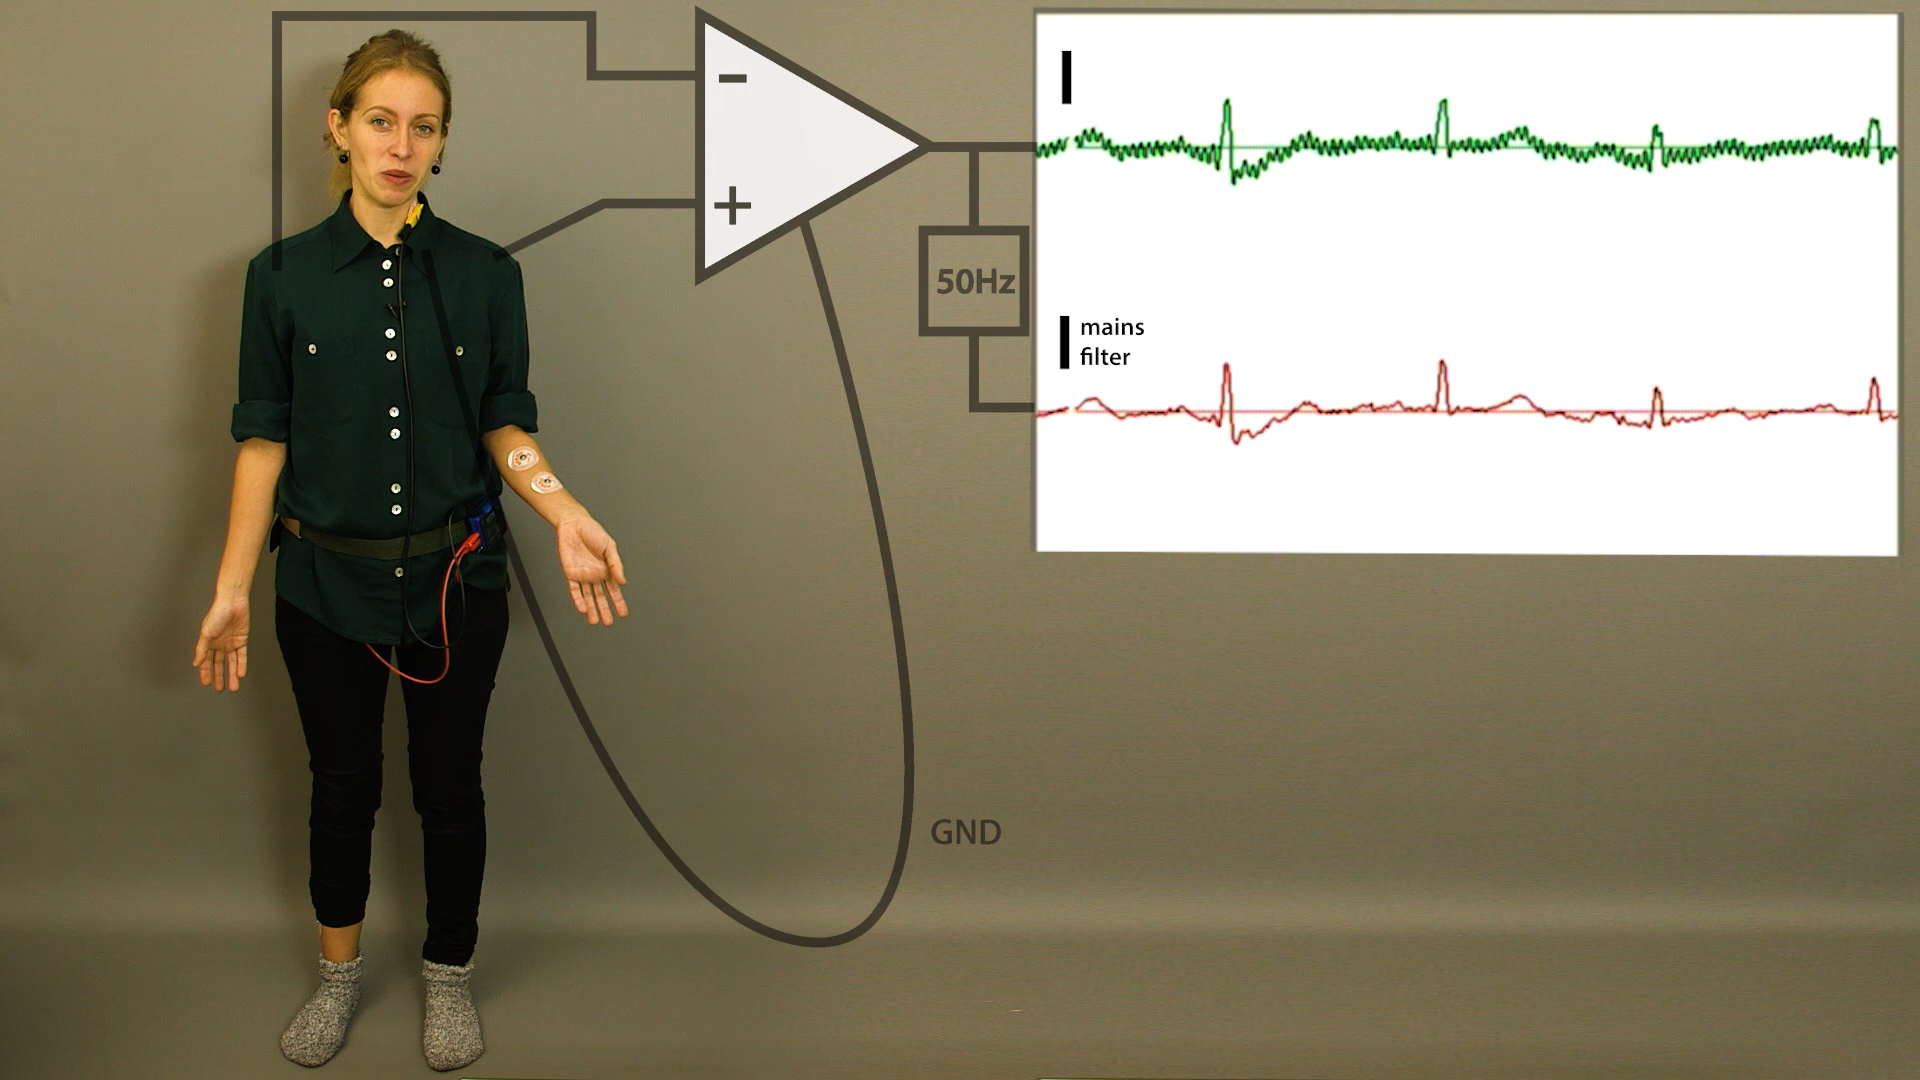 −
+
50Hz
GND
I
I mains
filter